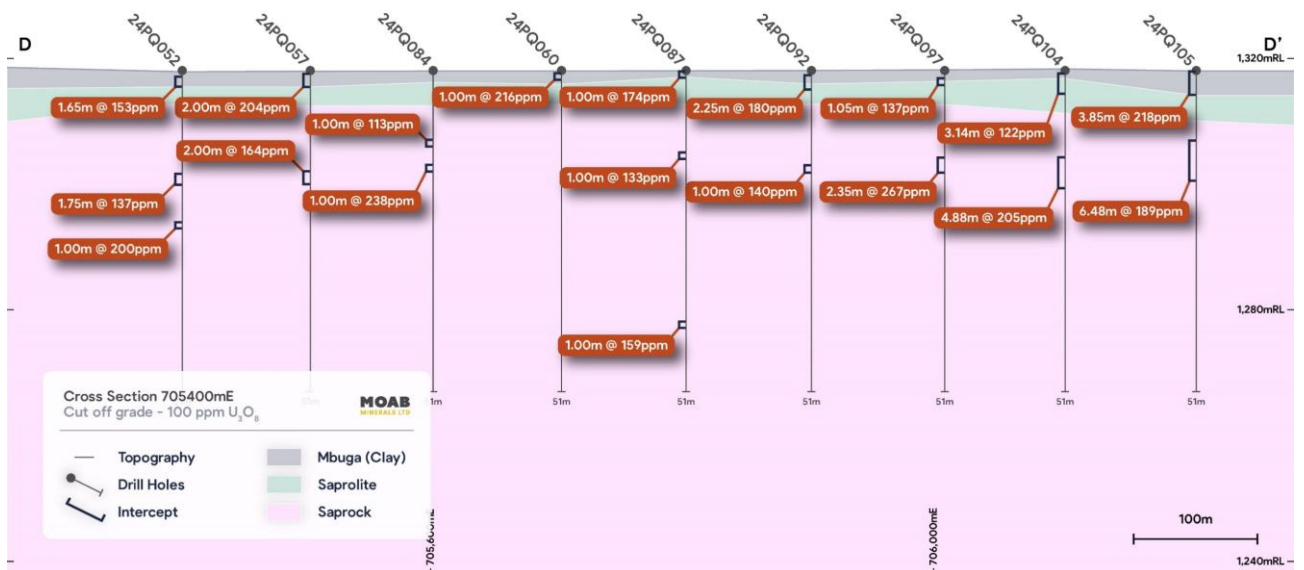 D
24PQ052
24PQ057
24PQ084
24PQ060
24PQ087
24PQ092
24PQ097
24PQ104
24PQ105
D'
1,320mRL
1.65m @ 153ppm
2.00m @ 204ppm
1.00m @ 113ppm
1.00m @ 216ppm
1.00m @ 174ppm
2.25m @ 180ppm
1.05m @ 137ppm
3.14m @ 122ppm
3.85m @ 218ppm
2.00m @ 164ppm
1.75m @ 137ppm
1.00m @ 238ppm
1.00m @ 133ppm
1.00m @ 140ppm
2.35m @ 267ppm
4.88m @ 205ppm
6.48m @ 189ppm
1.00m @ 200ppm
1,280mRL
1.00m @ 159ppm
51m
51m
51m
51m
51m
51m
51m
Cross Section 705400mE
Cut off grade - 100 ppm U₃O₈
MOAB
MINERALS LTD
Topography
Drill Holes
Intercept
Mbuga (Clay)
Saprolite
Saprock
706,000mE
100m
1,240mRL